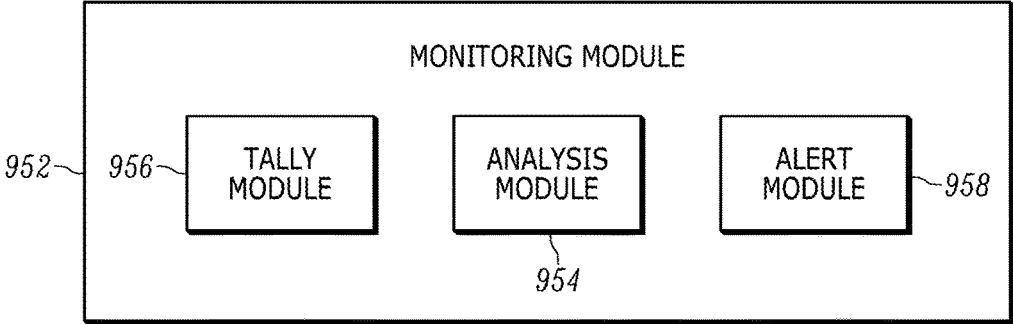 MONITORING MODULE
952
956
TALLY
MODULE
ANALYSIS
MODULE
954
ALERT
MODULE
958